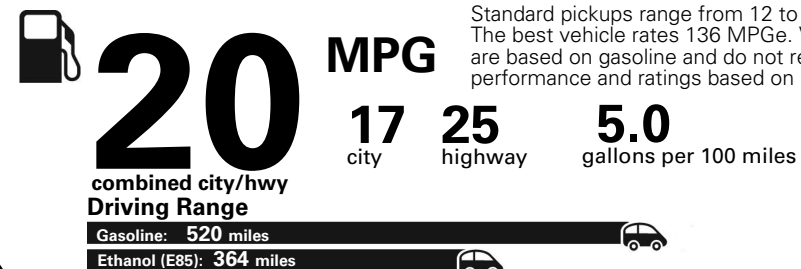 Standard pickups range from 12 to
The best vehicle rates 136 MPGe. V
are based on gasoline and do not re
performance and ratings based on
20 MPG
17 city 25 highway 5.0 gallons per 100 miles
combined city/hwy
Driving Range
Gasoline: 520 miles
Ethanol (E85): 364 miles